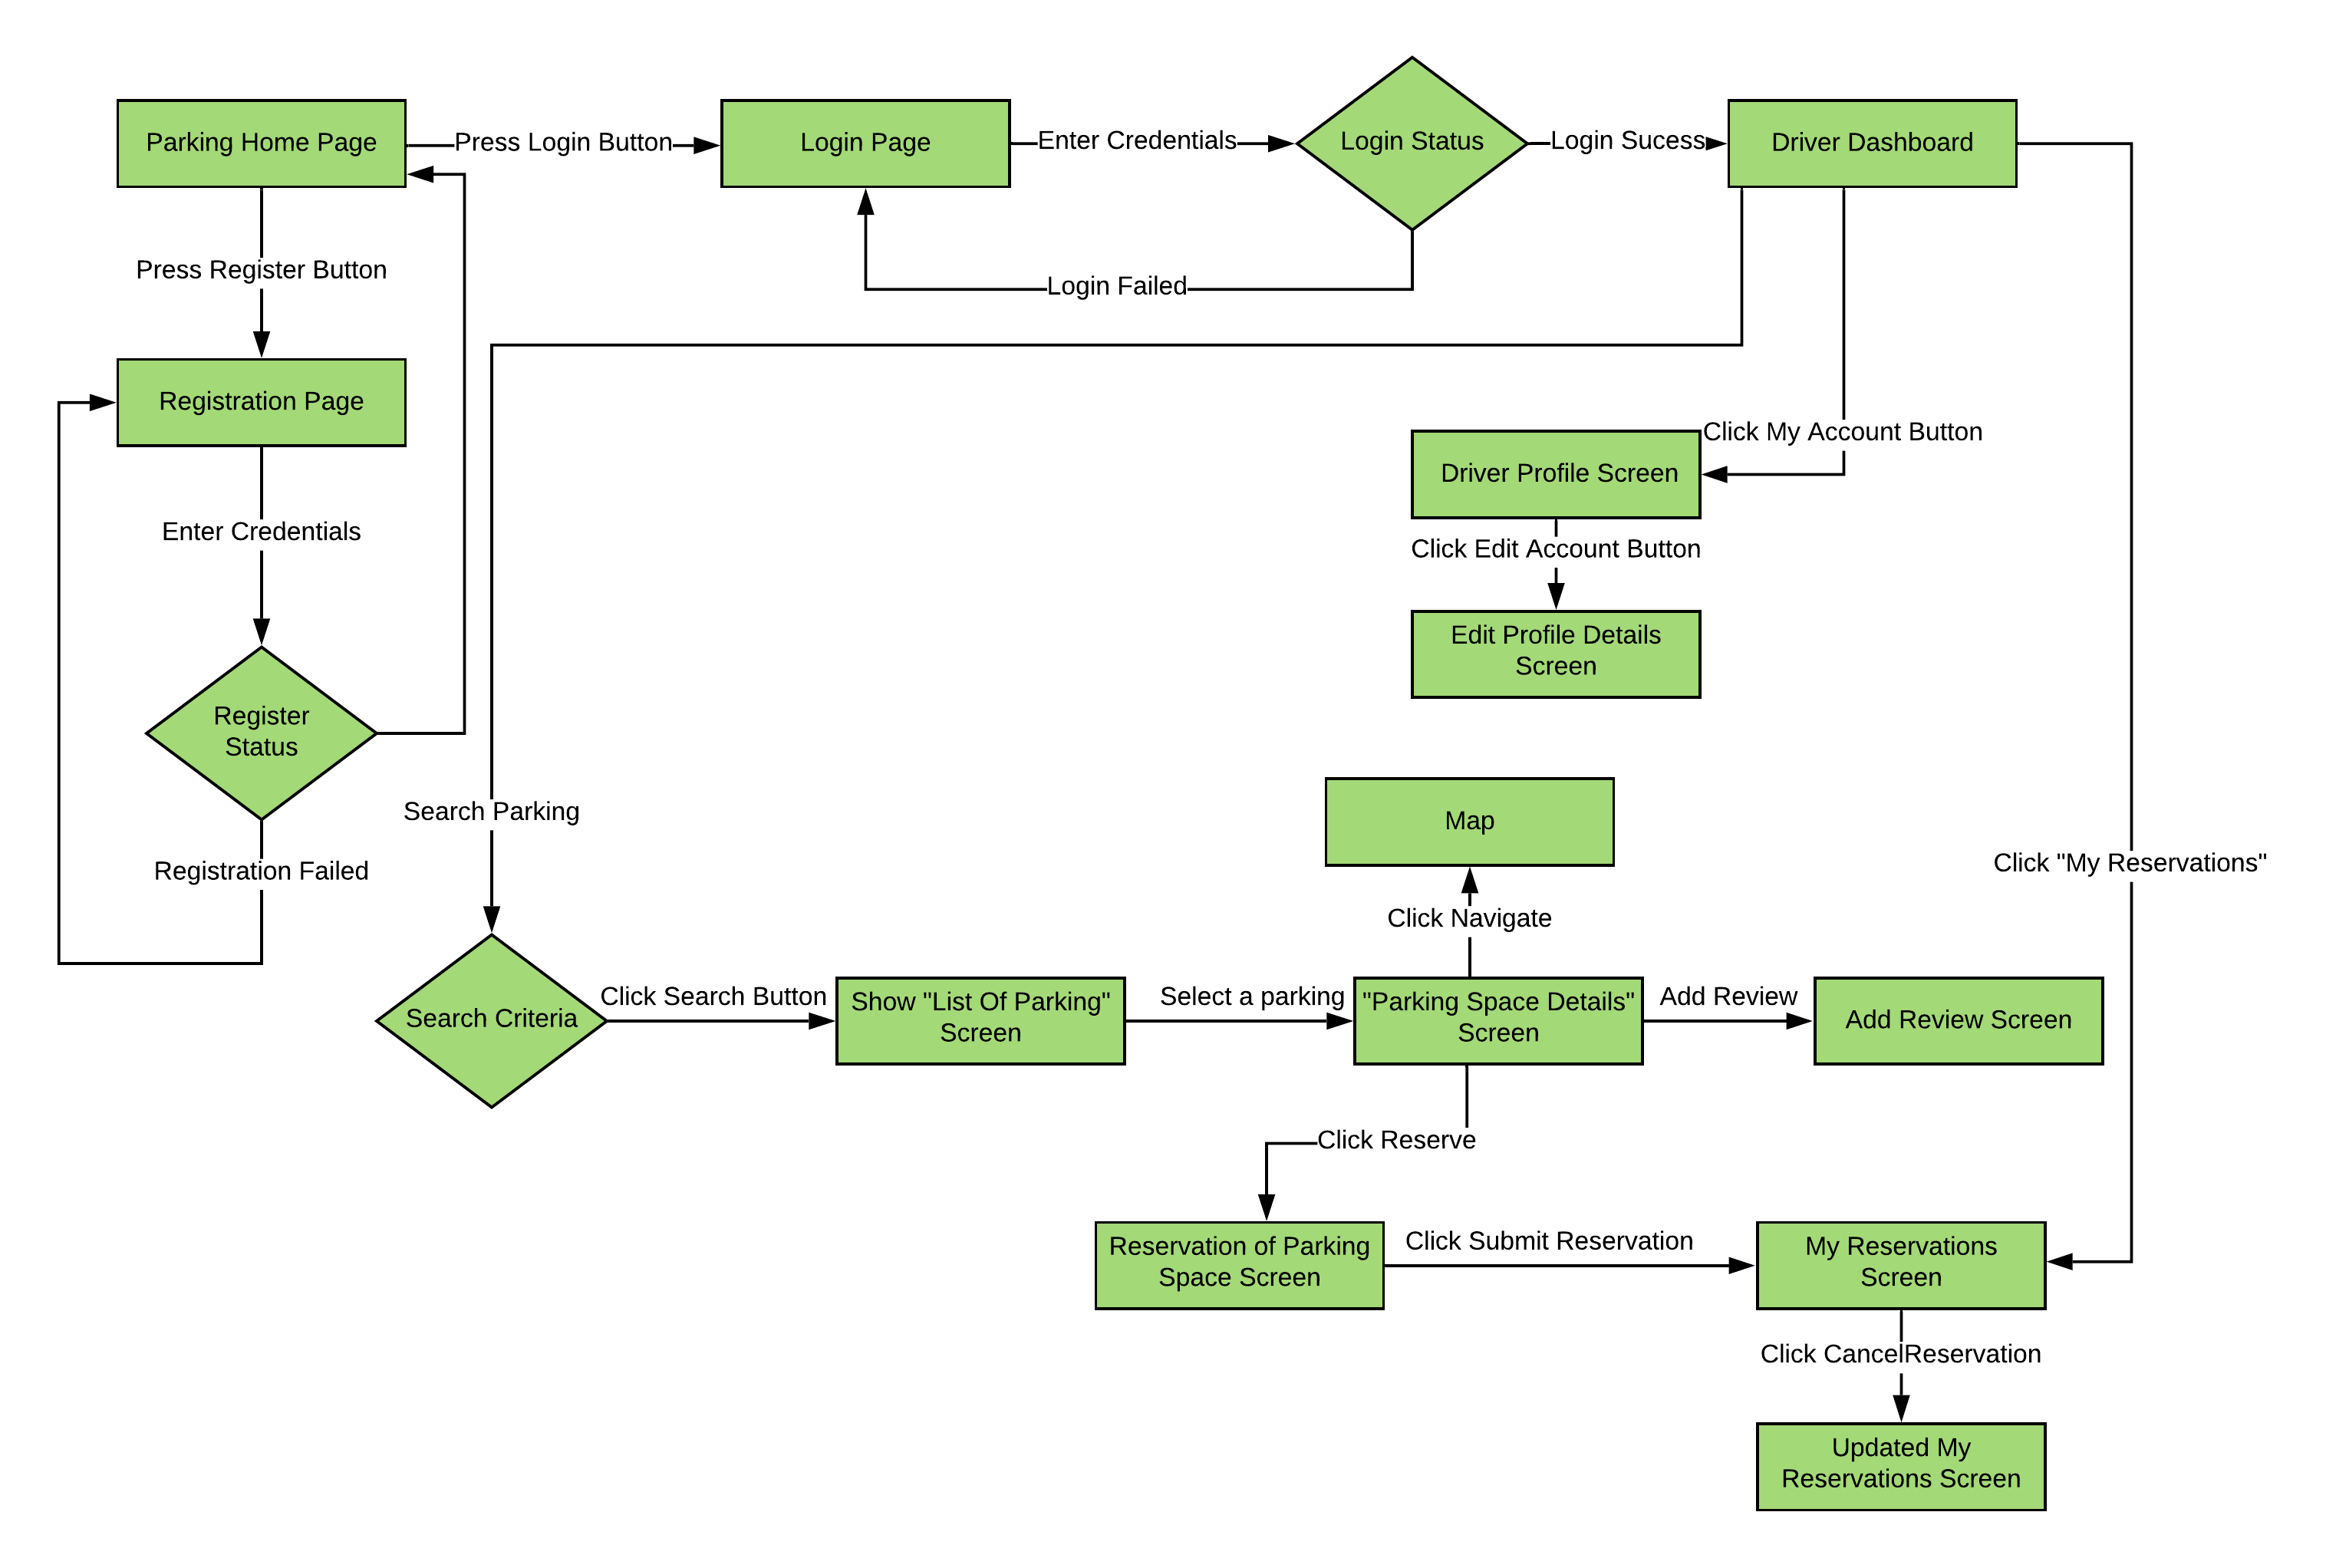 Parking Home Page
Press Login Button
Login Page
Enter Credentials
Login Status
Login Sucess
Driver Dashboard
Press Register Button
Login Failed
Registration Page
Click My Account Button
Driver Profile Screen
Enter Credentials
Click Edit Account Button
Edit Profile Details
Screen
Register
Status
Search Parking
Map
Registration Failed
Click "My Reservations"
Click Navigate
Search Criteria
Click Search Button
Show "List Of Parking"
Screen
Select a parking
"Parking Space Details"
Screen
Add Review
Add Review Screen
Click Reserve
Reservation of Parking
Space Screen
Click Submit Reservation
My Reservations
Screen
Click CancelReservation
Updated My
Reservations Screen